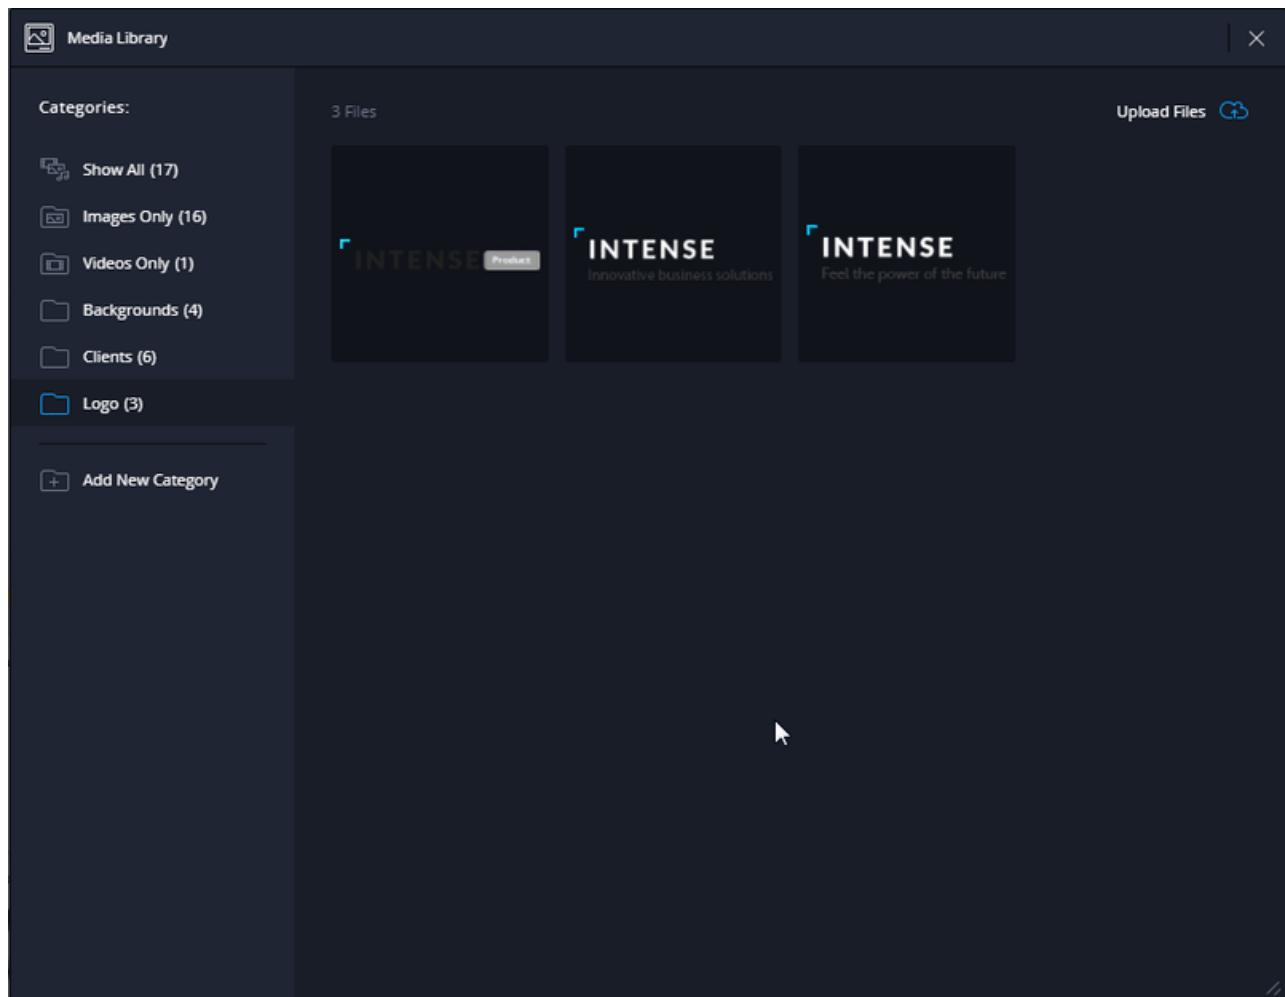 Media Library
Categories:
Show All (17)
Images Only (16)
Videos Only (1)
Backgrounds (4)
Clients (6)
Logo (3)
Add New Category
3 Files
Upload Files
INTENSE Product
INTENSE
Innovative business solutions
INTENSE
Feel the power of the future